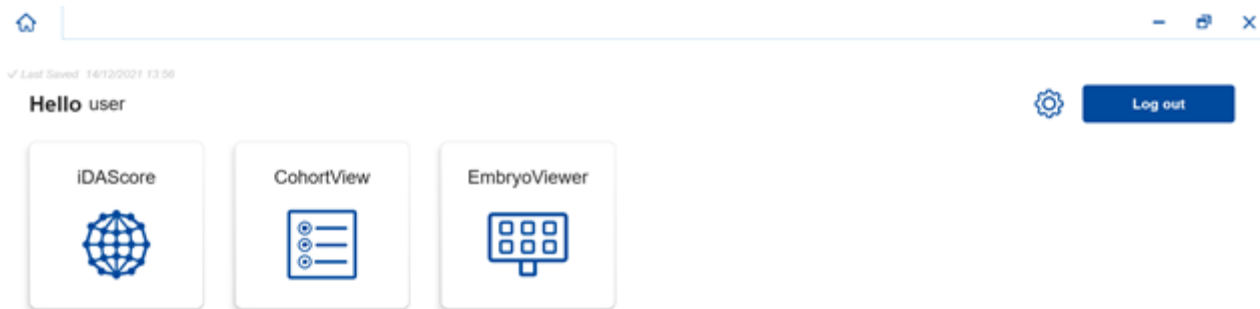 ✓ Last Saved 14/12/2021 13:56
Hello user
Log out
iDAScore
CohortView
EmbryoViewer